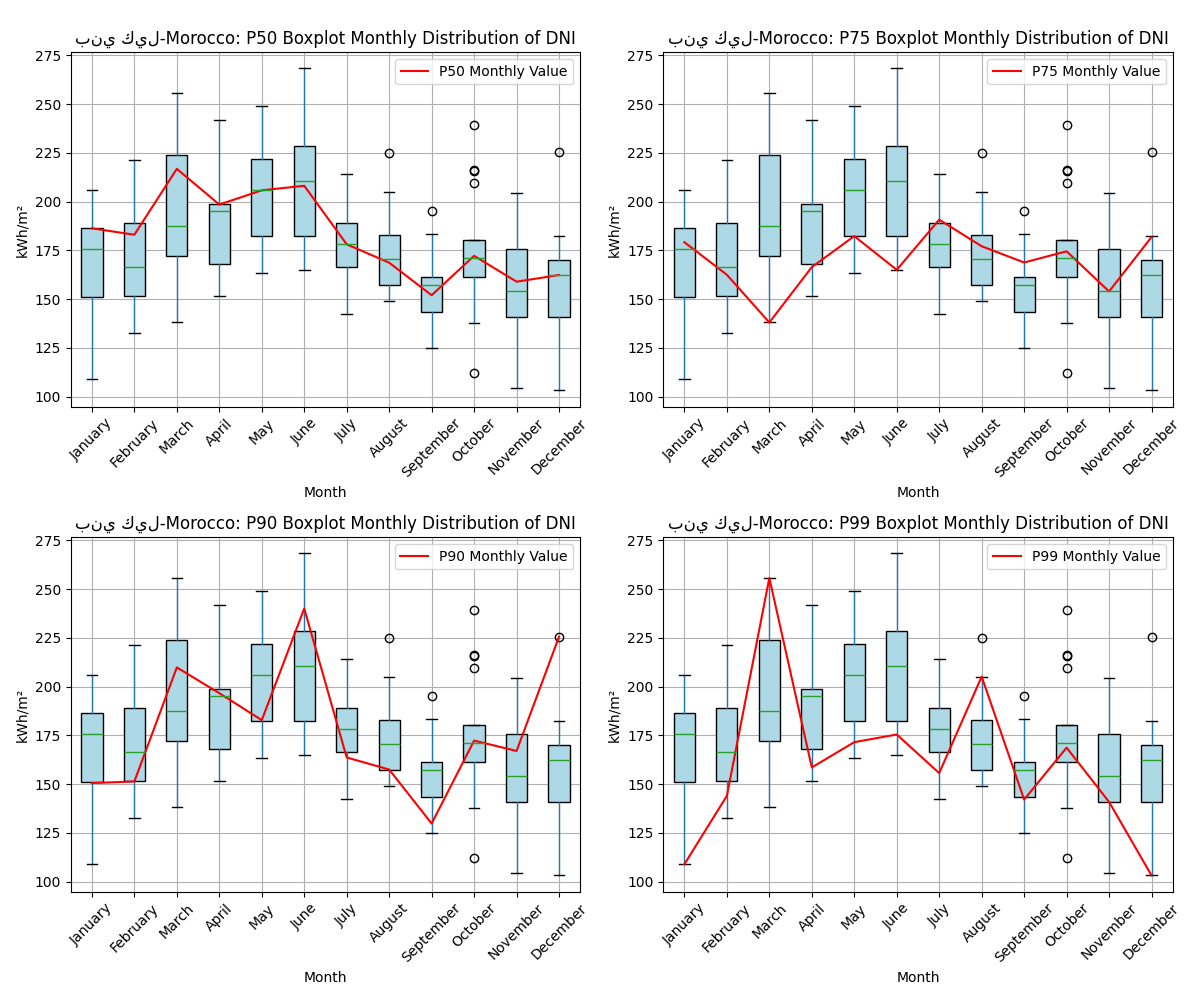 بني كيل-Morocco: P50 Boxplot Monthly Distribution of DNI
P50 Monthly Value
kWh/m²
275
250
225
200
175
150
125
100
January
February
March
April
May
June
July
August
September
October
November
December
Month
بني كيل-Morocco: P75 Boxplot Monthly Distribution of DNI
P75 Monthly Value
kWh/m²
275
250
225
200
175
150
125
100
January
February
March
April
May
June
July
August
September
October
November
December
Month
بني كيل-Morocco: P90 Boxplot Monthly Distribution of DNI
P90 Monthly Value
kWh/m²
275
250
225
200
175
150
125
100
January
February
March
April
May
June
July
August
September
October
November
December
Month
بني كيل-Morocco: P99 Boxplot Monthly Distribution of DNI
P99 Monthly Value
kWh/m²
275
250
225
200
175
150
125
100
January
February
March
April
May
June
July
August
September
October
November
December
Month